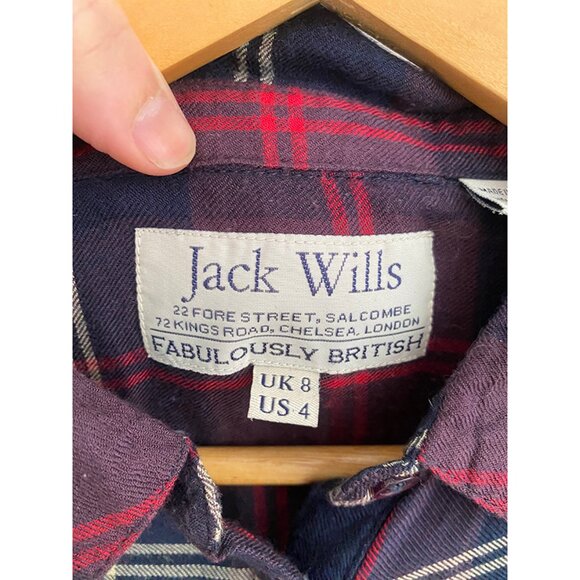 Jack Wills
22 FORE STREET, SALCOMBE
72 KINGS ROAD, CHELSEA, LONDON
FABULOUSLY BRITISH
UK 8
US 4